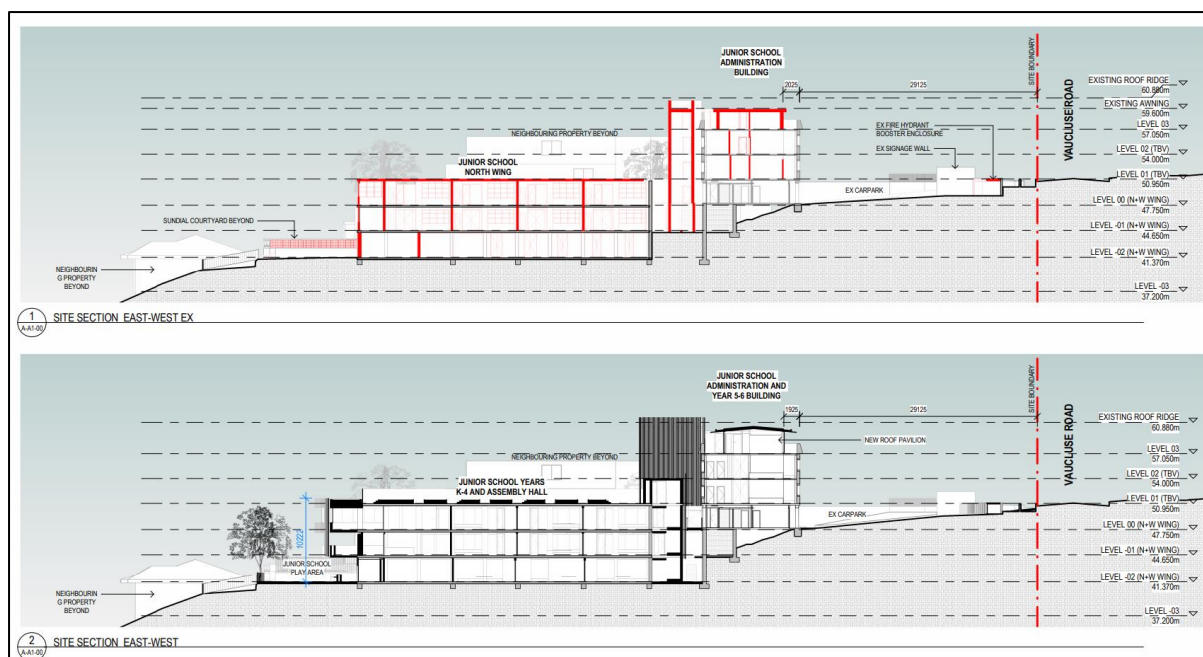 JUNIOR SCHOOL
ADMINISTRATION
BUILDING
2025
29125
SITE BOUNDARY
VAUCLUSE ROAD
EXISTING ROOF RIDGE
60.880m
EXISTING AWNING
59.600m
LEVEL 03
57.050m
LEVEL 02 (TBV)
54.000m
LEVEL 01 (TBV)
50.950m
LEVEL 00 (N+W WING)
47.750m
LEVEL -01 (N+W WING)
44.650m
LEVEL -02 (N+W WING)
41.370m
LEVEL -03
37.200m
EX FIRE HYDRANT
BOOSTER ENCLOSURE
EX SIGNAGE WALL
EX CARPARK
NEIGHBOURING PROPERTY BEYOND
JUNIOR SCHOOL
NORTH WING
SUNDIAL COURTYARD BEYOND
NEIGHBOURIN
G PROPERTY
BEYOND
1
A-A1-00
SITE SECTION EAST-WEST EX
JUNIOR SCHOOL
ADMINISTRATION AND
YEAR 5-6 BUILDING
1925
29125
SITE BOUNDARY
VAUCLUSE ROAD
EXISTING ROOF RIDGE
60.880m
LEVEL 03
57.050m
LEVEL 02 (TBV)
54.000m
LEVEL 01 (TBV)
50.950m
LEVEL 00 (N+W WING)
47.750m
LEVEL -01 (N+W WING)
44.650m
LEVEL -02 (N+W WING)
41.370m
LEVEL -03
37.200m
NEW ROOF PAVILION
EX CARPARK
NEIGHBOURING PROPERTY BEYOND
JUNIOR SCHOOL YEARS
K-4 AND ASSEMBLY HALL
10222
JUNIOR SCHOOL
PLAY AREA
NEIGHBOURIN
G PROPERTY
BEYOND
2
A-A1-00
SITE SECTION EAST-WEST